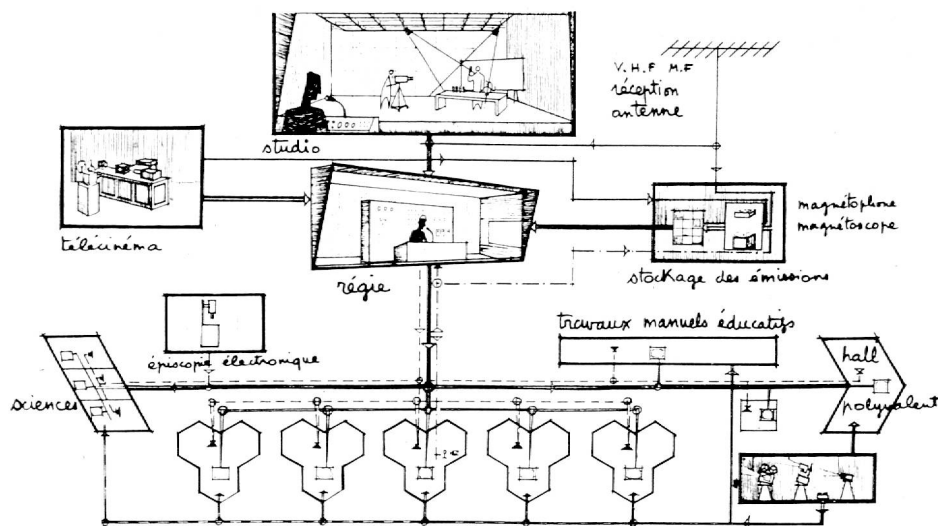 V.H.F M.F
réception
antenne
studio
télécinéma
magnétophone
magnétoscope
régie
stockage des émissions
épiscopie électronique
travaux manuels éducatifs
hall
sciences
polyvalent